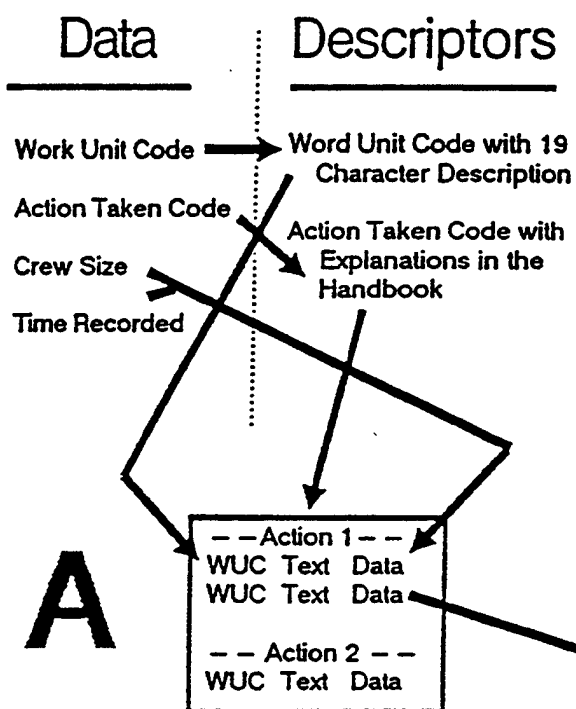 Data
Descriptors
Work Unit Code
Word Unit Code with 19
Character Description
Action Taken Code
Action Taken Code with
Explanations in the
Handbook
Crew Size
Time Recorded
A
– – Action 1 – –
WUC Text Data
WUC Text Data
– – Action 2 – –
WUC Text Data